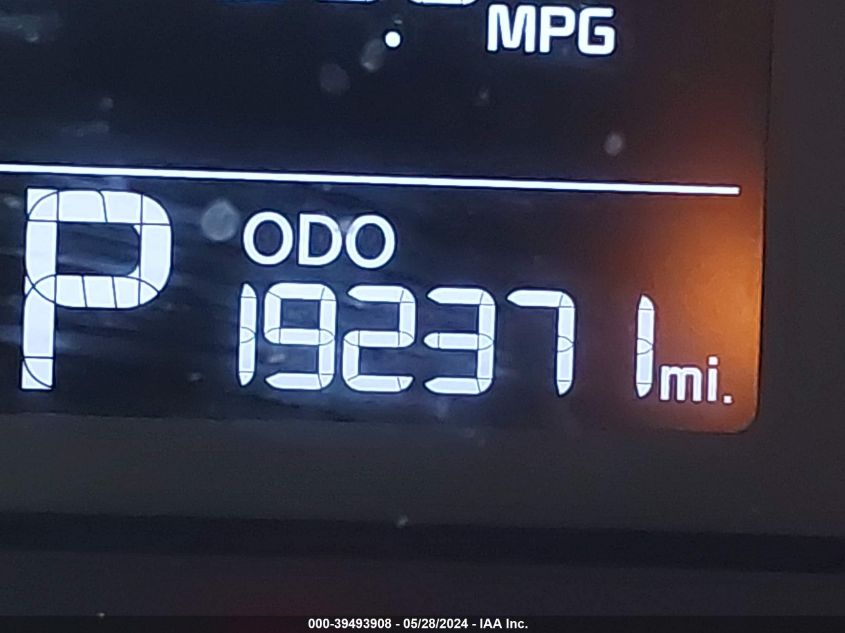 MPG
P ODO
192371 mi.
000-39493908 - 05/28/2024 - IAA Inc.